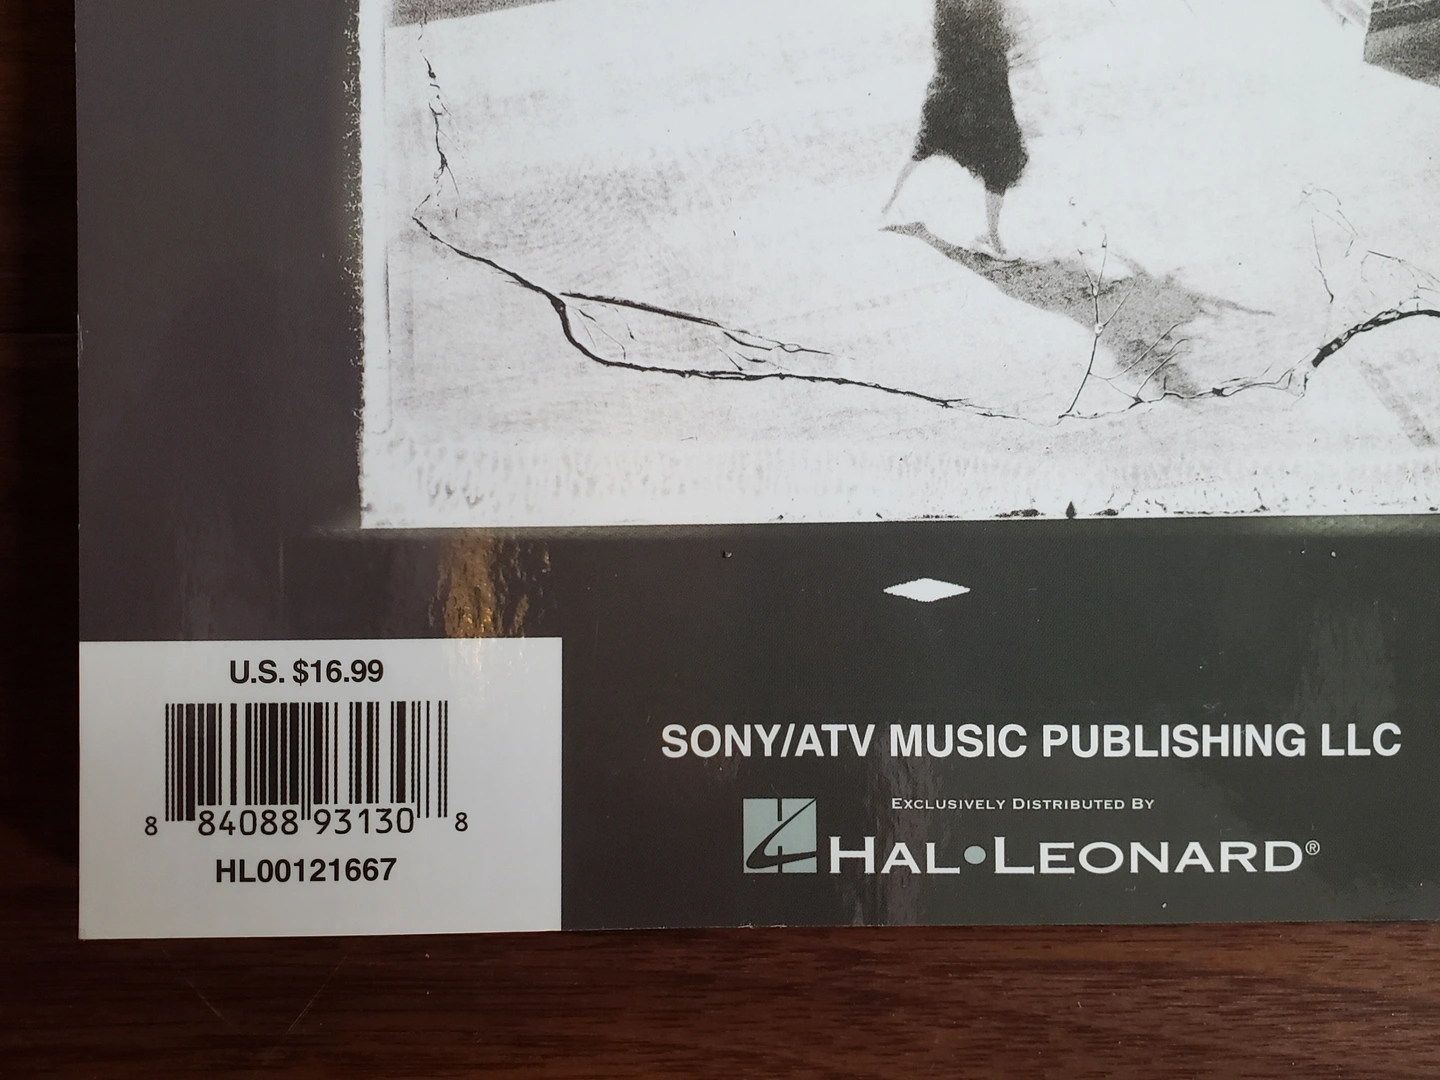 U.S. $16.99
8 84088 93130 8
HL00121667
SONY/ATV MUSIC PUBLISHING LLC
EXCLUSIVELY DISTRIBUTED BY
HAL•LEONARD®